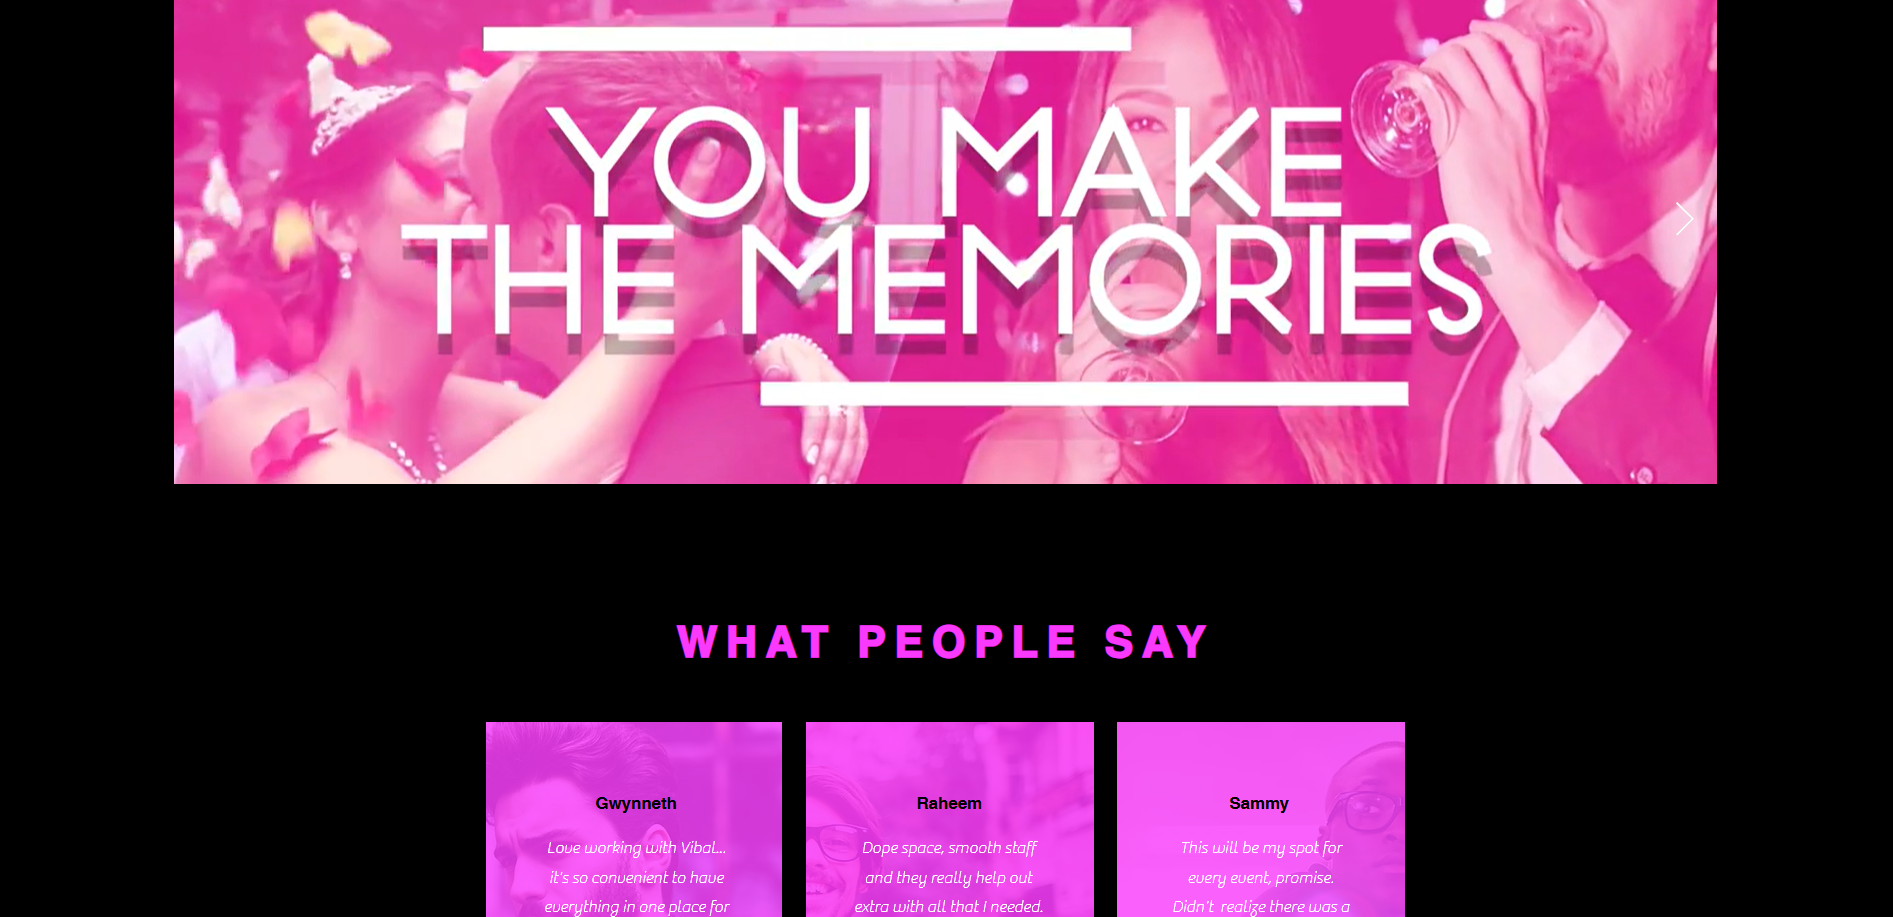 YOU MAKE
THE MEMORIES
WHAT PEOPLE SAY
Gwynneth
Love working with Vibal...
it's so convenient to have
everything in one place for
Raheem
Dope space, smooth staff
and they really help out
extra with all that I needed.
Sammy
This will be my spot for
every event, promise.
Didn't realize there was a